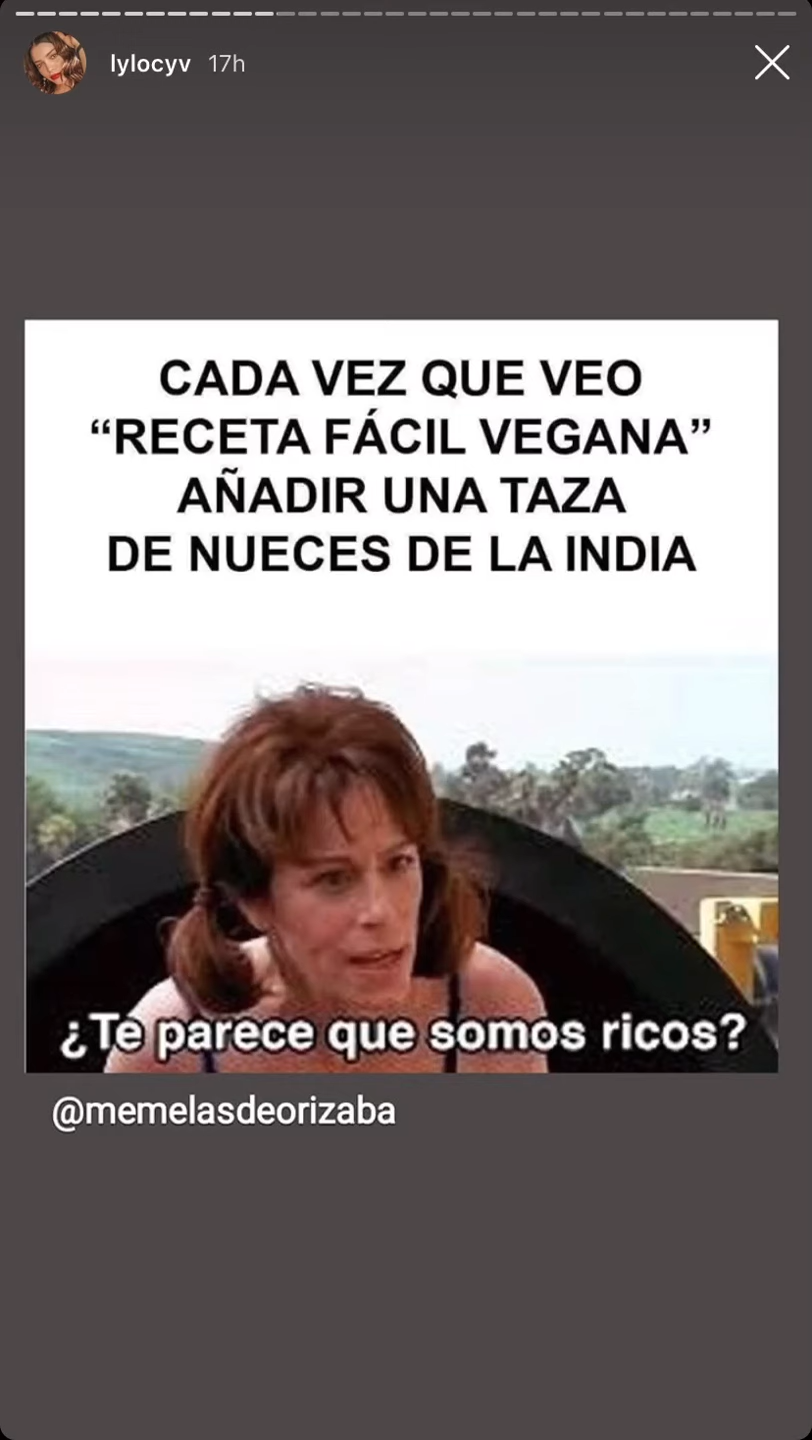 lylocyv 17h
CADA VEZ QUE VEO
“RECETA FÁCIL VEGANA”
AÑADIR UNA TAZA
DE NUECES DE LA INDIA
¿Te parece que somos ricos?
@memelasdeorizaba